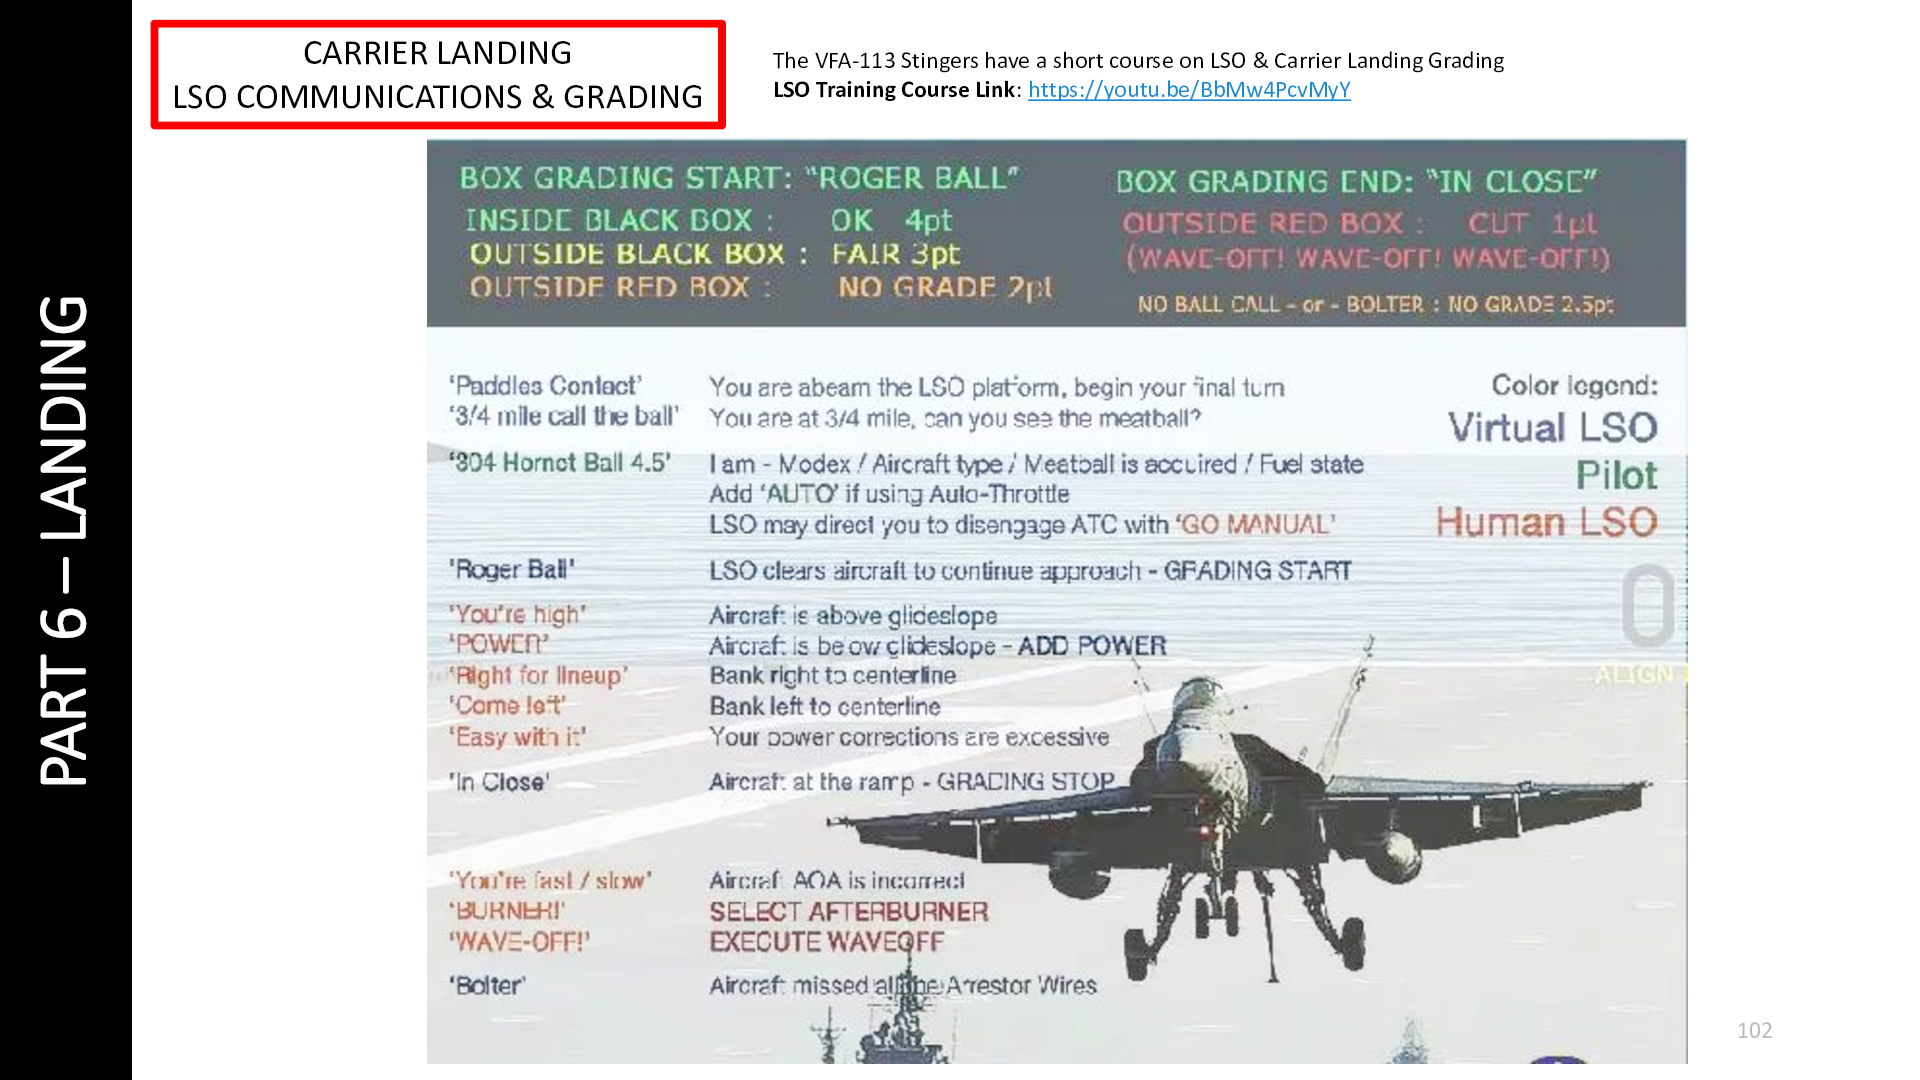 PART 6 – LANDING
CARRIER LANDING
LSO COMMUNICATIONS & GRADING
The VFA-113 Stingers have a short course on LSO & Carrier Landing Grading
LSO Training Course Link: https://youtu.be/BbMw4PcvMyY
BOX GRADING START: "ROGER BALL"
INSIDE BLACK BOX : OK 4pt
OUTSIDE BLACK BOX : FAIR 3pt
OUTSIDE RED BOX : NO GRADE 2pt
BOX GRADING END: "IN CLOSE"
OUTSIDE RED BOX : CUT 1pt
(WAVE-OFF! WAVE-OFF! WAVE-OFF!)
NO BALL CALL - or - BOLTER : NO GRADE 2.5pt
'Paddles Contact' You are abeam the LSO platform, begin your final turn
'3/4 mile call the ball' You are at 3/4 mile, can you see the meatball?
'304 Hornet Ball 4.5' I am - Modex / Aircraft type / Meatball is accuired / Fuel state
Add 'AUTO' if using Auto-Throttle
LSO may direct you to disengage ATC with 'GO MANUAL'
'Roger Ball' LSO clears aircraft to continue approach - GRADING START
'You're high' Aircraft is above glideslope
'POWER' Aircraft is below glideslope - ADD POWER
'Right for lineup' Bank right to centerline
'Come left' Bank left to centerline
'Easy with it' Your power corrections are excessive
'In Close' Aircraft at the ramp - GRADING STOP
'You're fast / slow' Aircraft AOA is incorrect
'BURNER!' SELECT AFTERBURNER
'WAVE-OFF!' EXECUTE WAVEOFF
'Bolter' Aircraft missed all the Arrestor Wires
Color legend:
Virtual LSO
Pilot
Human LSO
0
ALIGN
102